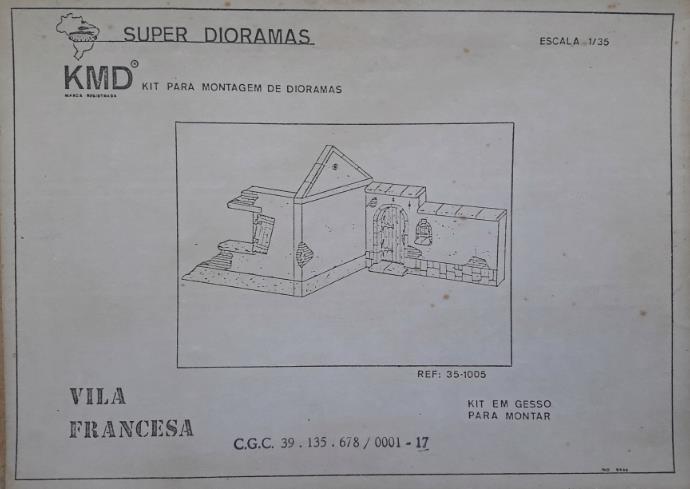 SUPER DIORAMAS
ESCALA 1/35
KMD®
MARCA REGISTRADA
KIT PARA MONTAGEM DE DIORAMAS
REF: 35-1005
VILA
FRANCESA
KIT EM GESSO
PARA MONTAR
C.G.C. 39.135.678/0001-17